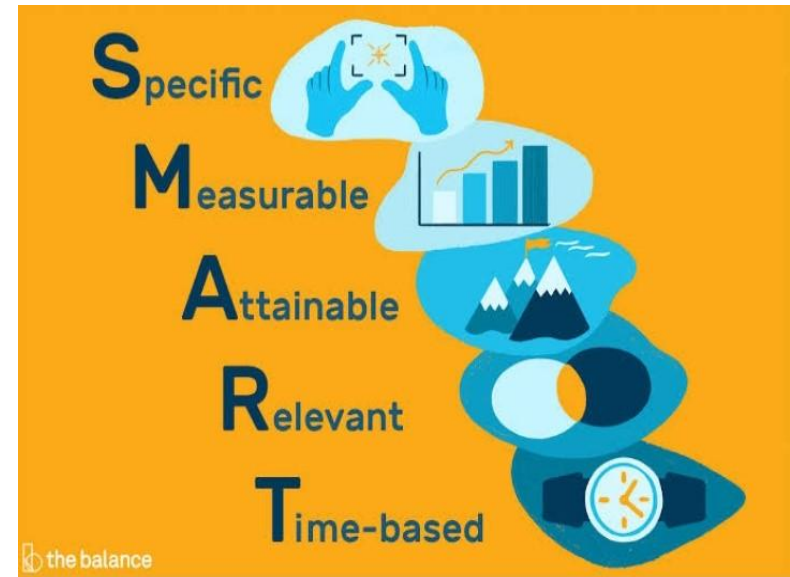 Specific
Measurable
Attainable
Relevant
Time-based
the balance